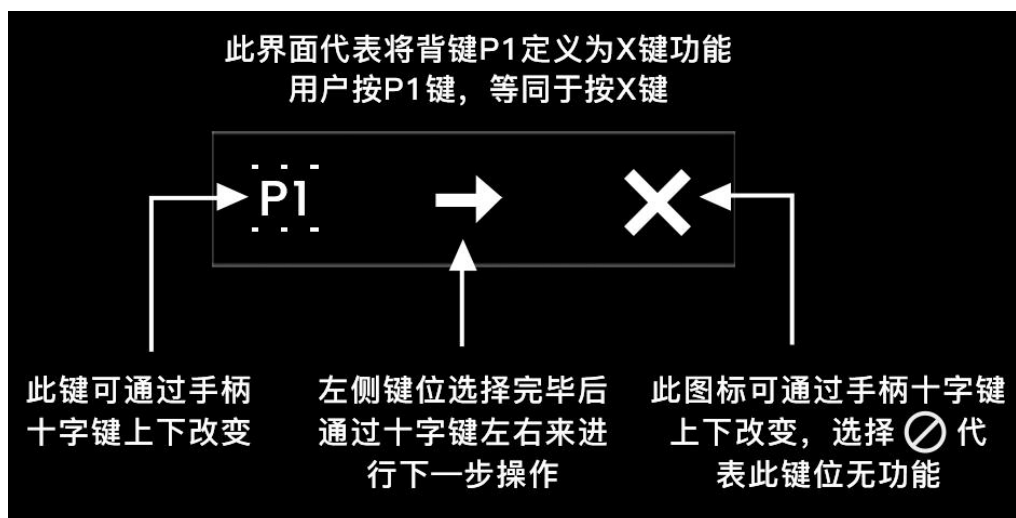 此界面代表将背键P1定义为X键功能
用户按P1键，等同于按X键
P1
此键可通过手柄
十字键上下改变
左侧键位选择完毕后
通过十字键左右来进
行下一步操作
此图标可通过手柄十字键
上下改变，选择 代
表此键位无功能